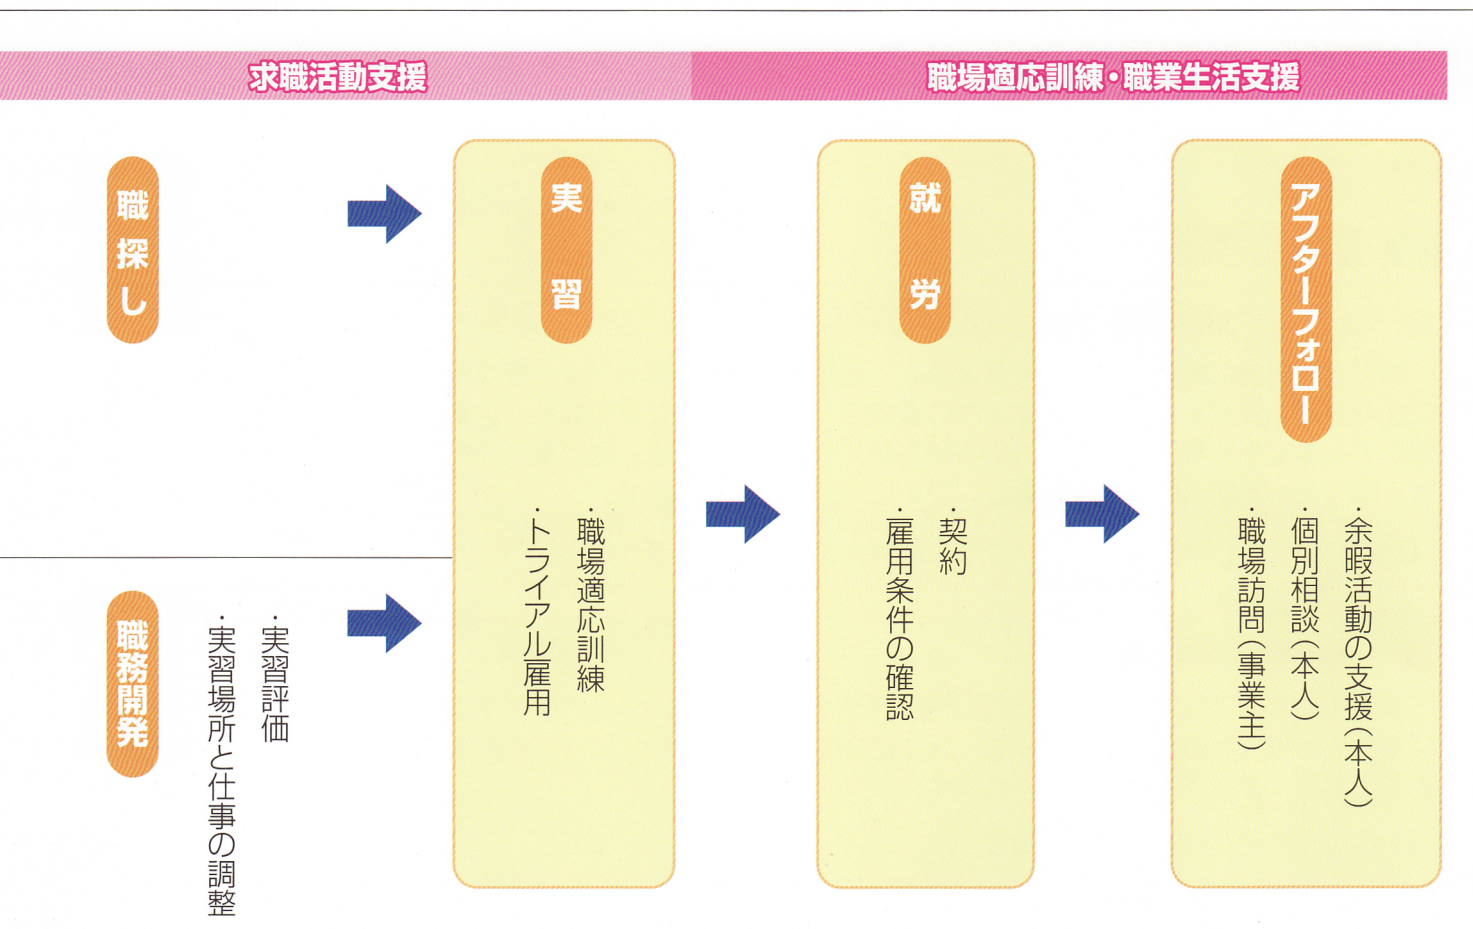 求職活動支援
職場適応訓練・職業生活支援
職探し
職務開発
・実習評価
・実習場所と仕事の調整
実習
・職場適応訓練
・トライアル雇用
就労
・契約
・雇用条件の確認
アフターフォロー
・余暇活動の支援（本人）
・個別相談（本人）
・職場訪問（事業主）